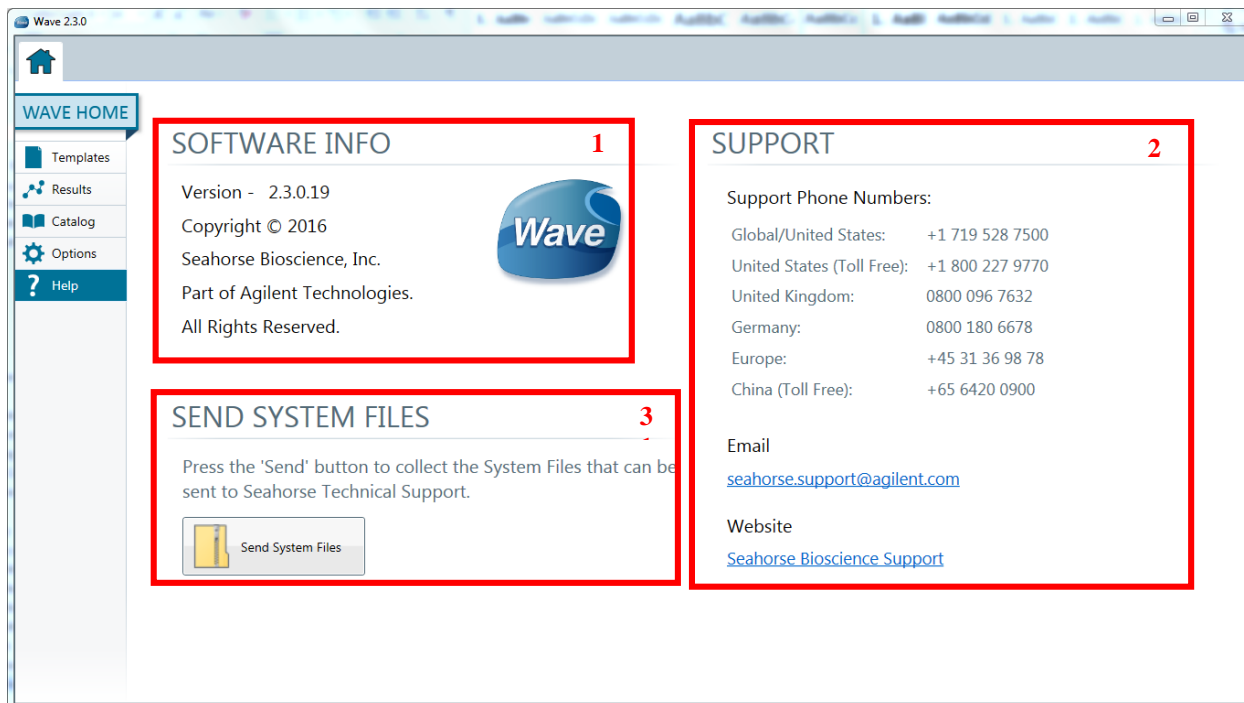 Wave 2.3.0
WAVE HOME
Templates
Results
Catalog
Options
? Help
SOFTWARE INFO 1
Version - 2.3.0.19
Copyright © 2016
Seahorse Bioscience, Inc.
Part of Agilent Technologies.
All Rights Reserved.
Wave
SUPPORT 2
Support Phone Numbers:
Global/United States: +1 719 528 7500
United States (Toll Free): +1 800 227 9770
United Kingdom: 0800 096 7632
Germany: 0800 180 6678
Europe: +45 31 36 98 78
China (Toll Free): +65 6420 0900
Email
seahorse.support@agilent.com
Website
Seahorse Bioscience Support
SEND SYSTEM FILES 3
Press the 'Send' button to collect the System Files that can be
sent to Seahorse Technical Support.
Send System Files